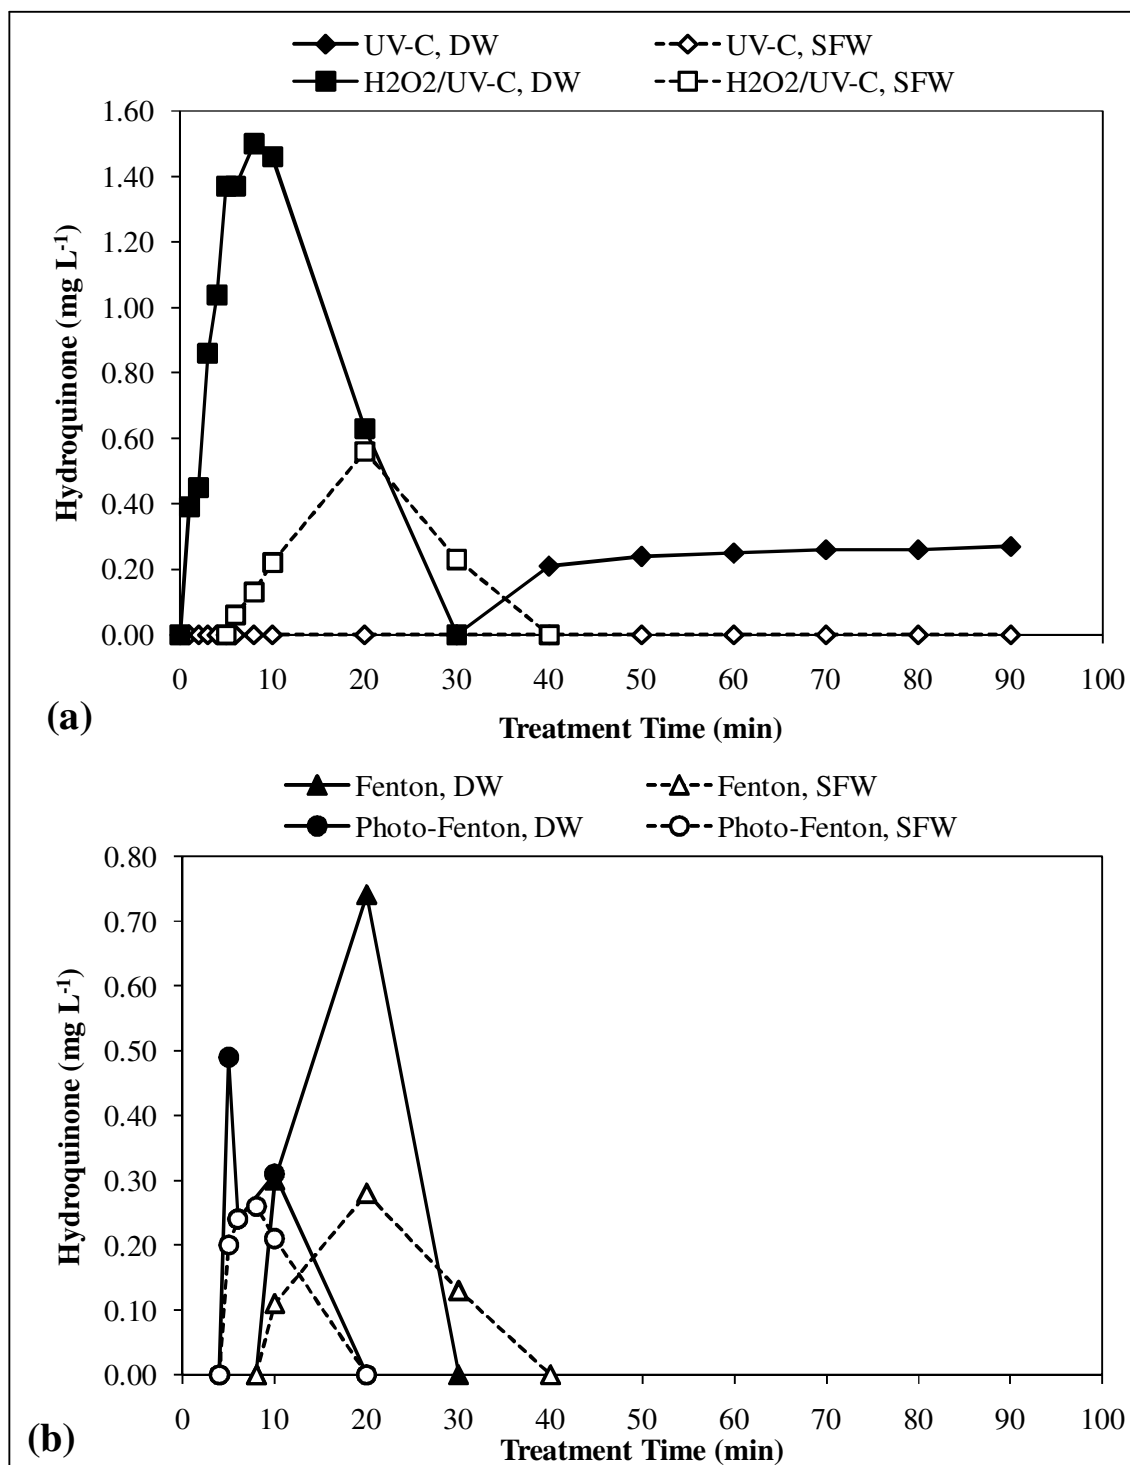 UV-C, DW UV-C, SFW
H2O2/UV-C, DW H2O2/UV-C, SFW
1.60
1.40
1.20
1.00
0.80
0.60
0.40
0.20
0.00
Hydroquinone (mg L-1)
0 10 20 30 40 50 60 70 80 90 100
(a)
Treatment Time (min)
Fenton, DW Fenton, SFW
Photo-Fenton, DW Photo-Fenton, SFW
0.80
0.70
0.60
0.50
0.40
0.30
0.20
0.10
0.00
Hydroquinone (mg L-1)
0 10 20 30 40 50 60 70 80 90 100
(b)
Treatment Time (min)